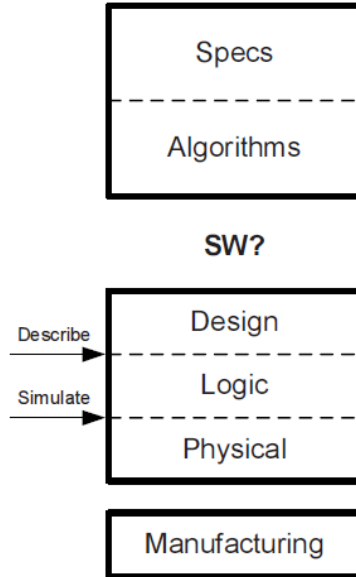 Specs
Algorithms
SW?
Design
Describe
Logic
Simulate
Physical
Manufacturing